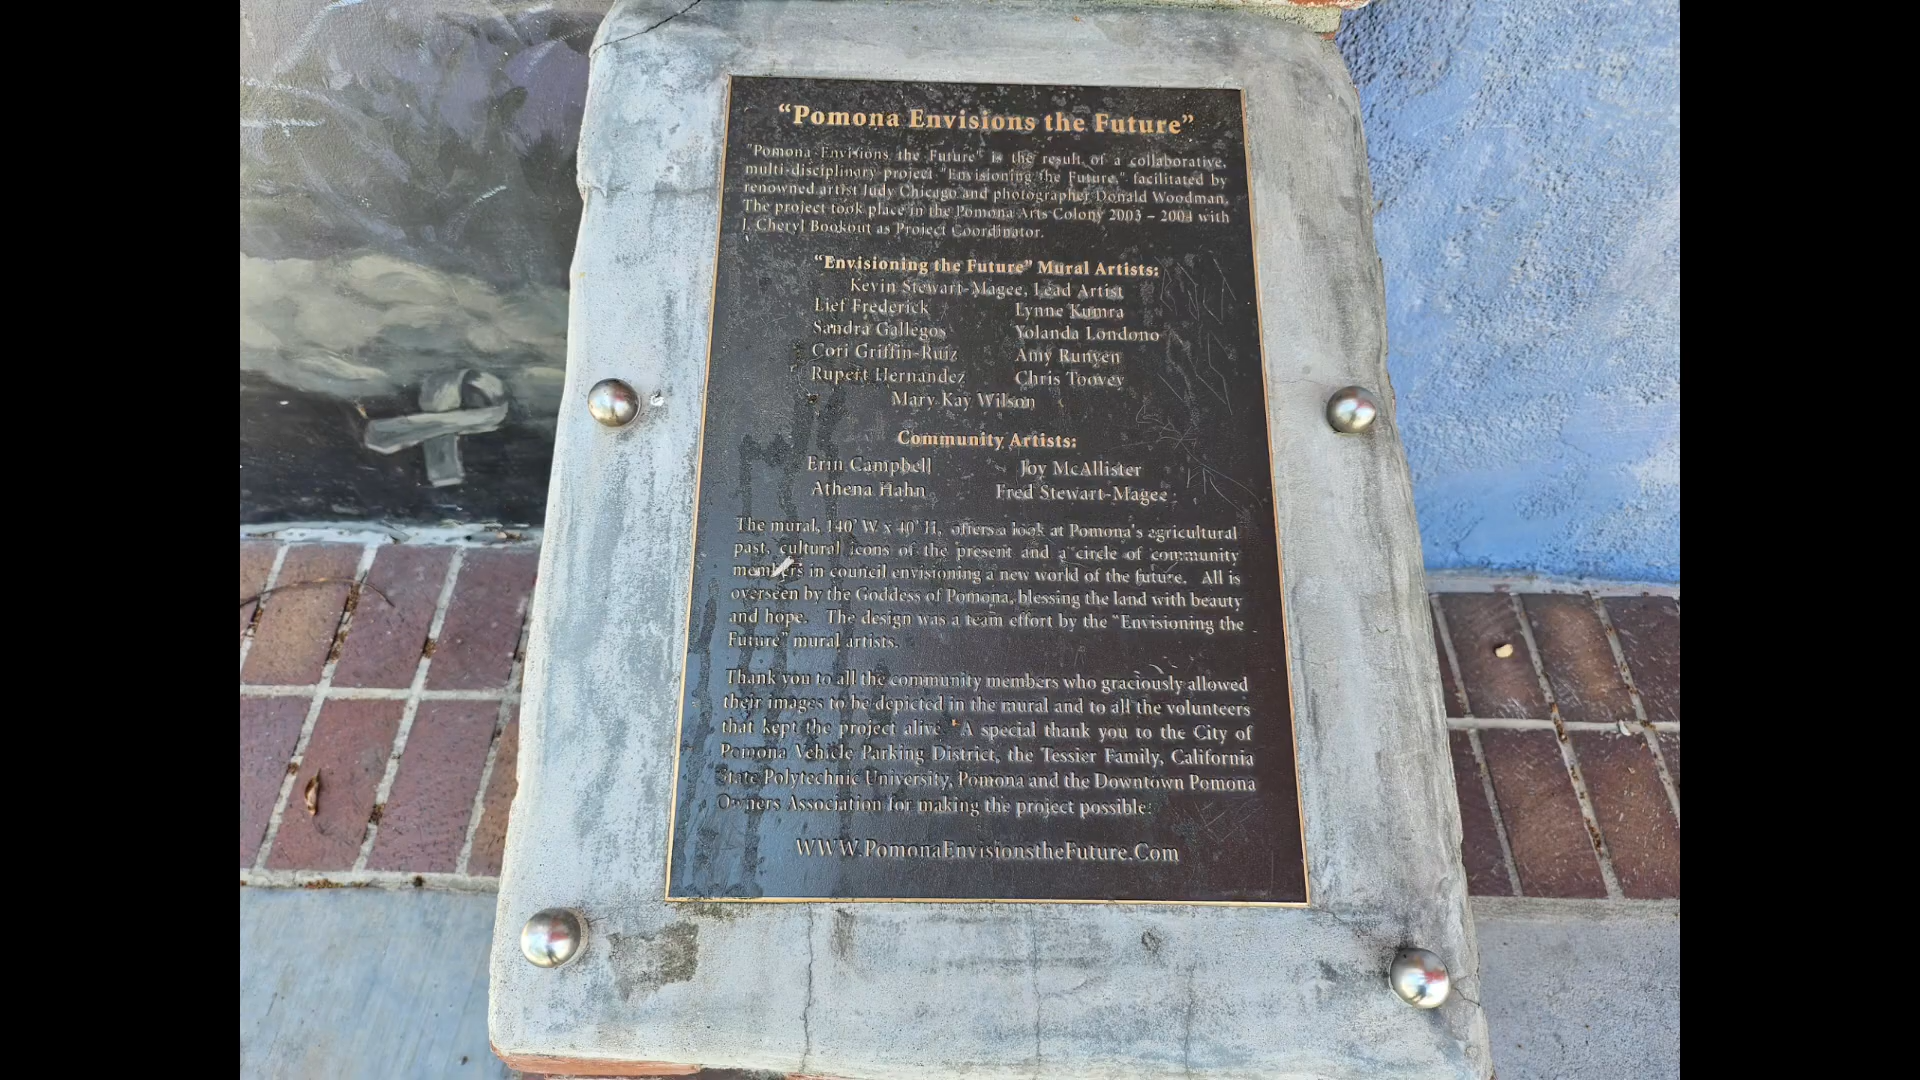 “Pomona Envisions the Future”
"Pomona Envisions the Future" is the result of a collaborative,
multi-disciplinary project "Envisioning the Future," facilitated by
renowned artist Judy Chicago and photographer Donald Woodman.
The project took place in the Pomona Arts Colony 2003 – 2004 with
J. Cheryl Bookout as Project Coordinator.
“Envisioning the Future” Mural Artists:
Kevin Stewart-Magee, Lead Artist
Lief Frederick Lynne Kumra
Sandra Gallegos Yolanda Londono
Cori Griffin-Ruiz Amy Runyen
Rupert Hernandez Chris Toovey
Mary Kay Wilson
Community Artists:
Erin Campbell Joy McAllister
Athena Hahn Fred Stewart-Magee
The mural, 140' W x 40' H, offers a look at Pomona's agricultural
past, cultural icons of the present and a circle of community
members in council envisioning a new world of the future. All is
overseen by the Goddess of Pomona, blessing the land with beauty
and hope. The design was a team effort by the “Envisioning the
Future” mural artists.
Thank you to all the community members who graciously allowed
their images to be depicted in the mural and to all the volunteers
that kept the project alive. A special thank you to the City of
Pomona Vehicle Parking District, the Tessier Family, California
State Polytechnic University, Pomona and the Downtown Pomona
Owners Association for making the project possible.
WWW.PomonaEnvisionstheFuture.Com